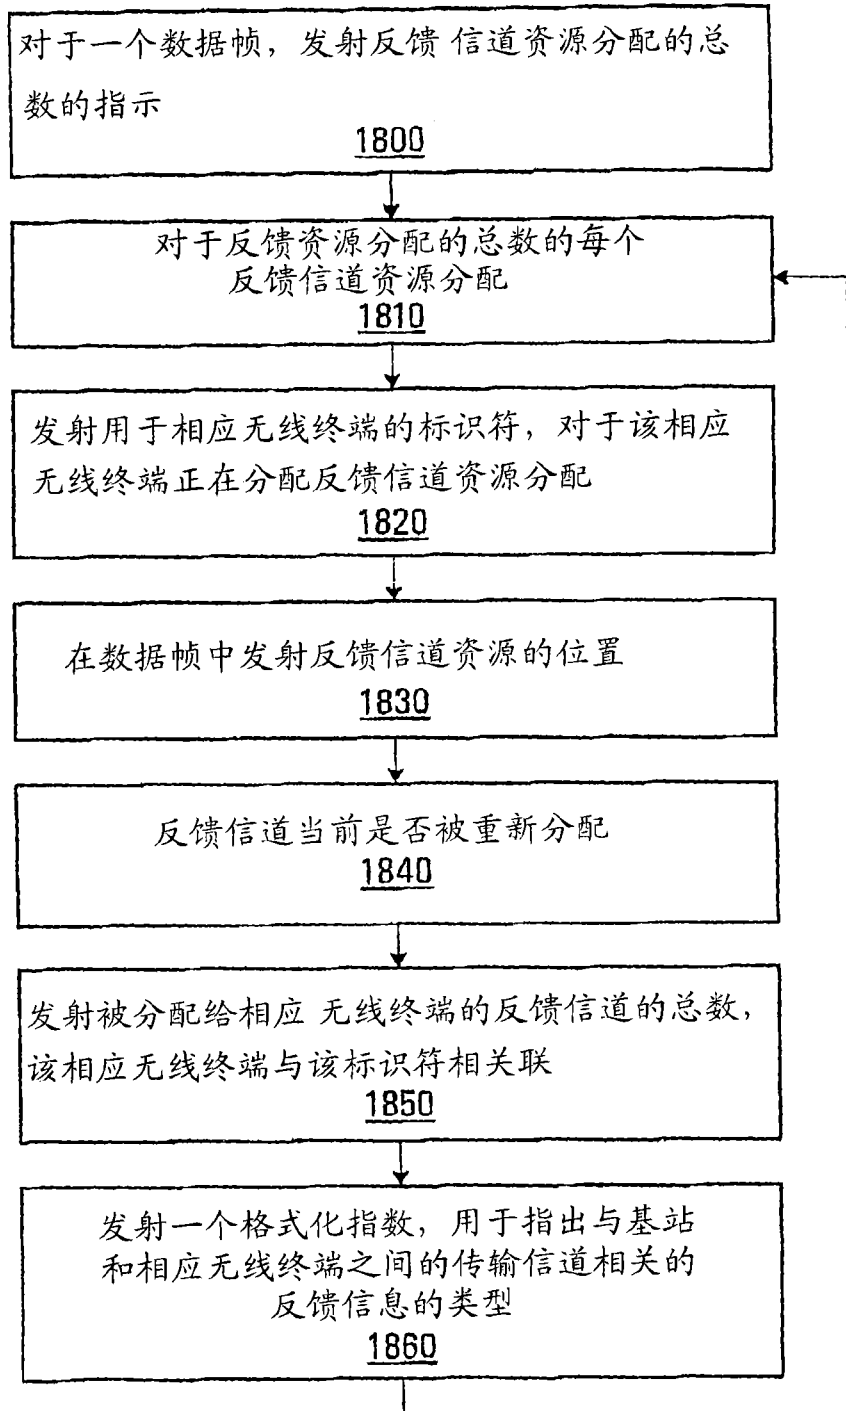 对于一个数据帧，发射反馈 信道资源分配的总
数的指示
1800
对于反馈资源分配的总数的每个
反馈信道资源分配
1810
发射用于相应无线终端的标识符，对于该相应
无线终端正在分配反馈信道资源分配
1820
在数据帧中发射反馈信道资源的位置
1830
反馈信道当前是否被重新分配
1840
发射被分配给相应 无线终端的反馈信道的总数，
该相应无线终端与该标识符相关联
1850
发射一个格式化指数，用于指出与基站
和相应无线终端之间的传输信道相关的
反馈信息的类型
1860